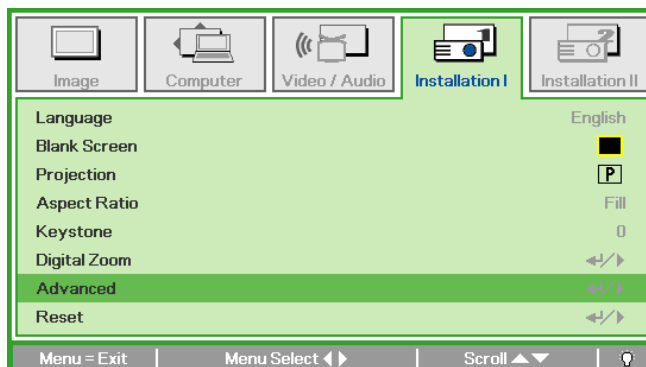 Image Computer Video / Audio Installation I Installation II
Language English
Blank Screen
Projection P
Aspect Ratio Fill
Keystone 0
Digital Zoom
Advanced
Reset
Menu = Exit Menu Select Scroll